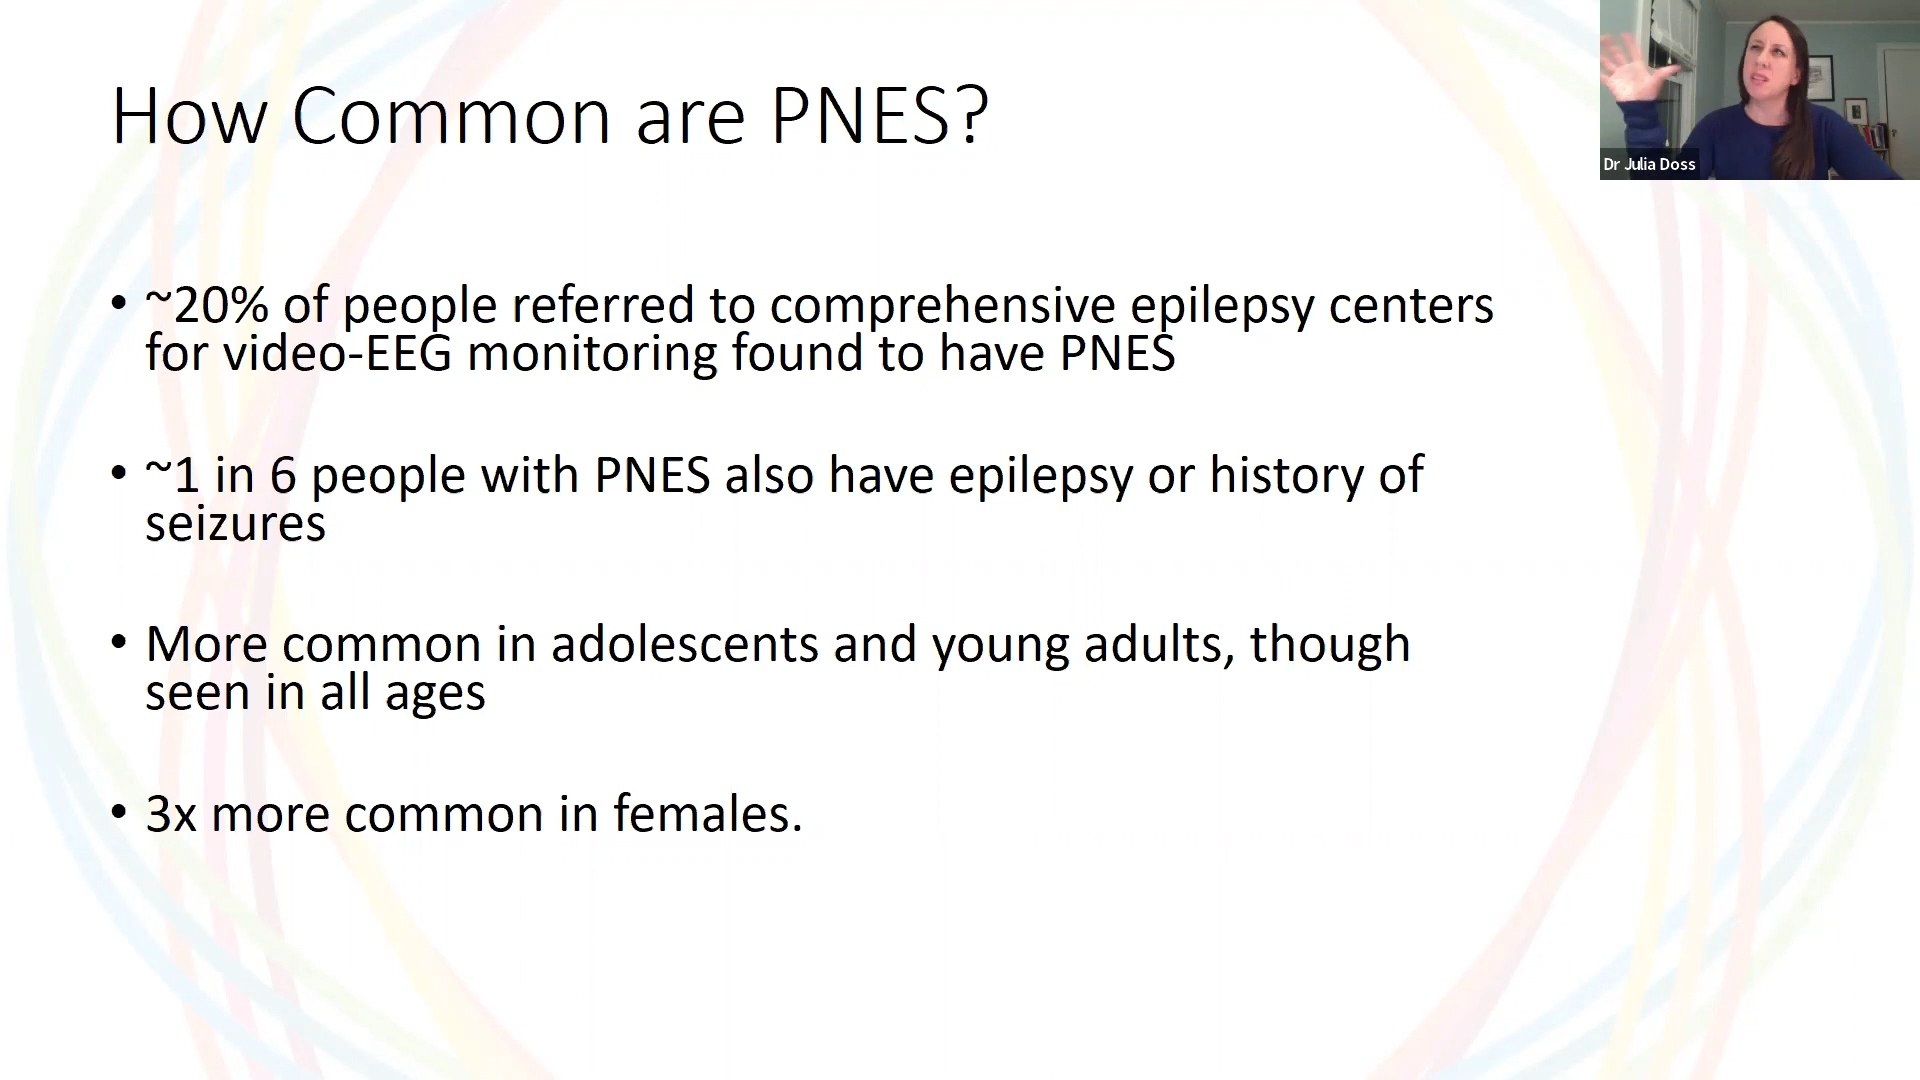 How Common are PNES?
Dr Julia Doss
• ~20% of people referred to comprehensive epilepsy centers
for video-EEG monitoring found to have PNES
• ~1 in 6 people with PNES also have epilepsy or history of
seizures
• More common in adolescents and young adults, though
seen in all ages
• 3x more common in females.